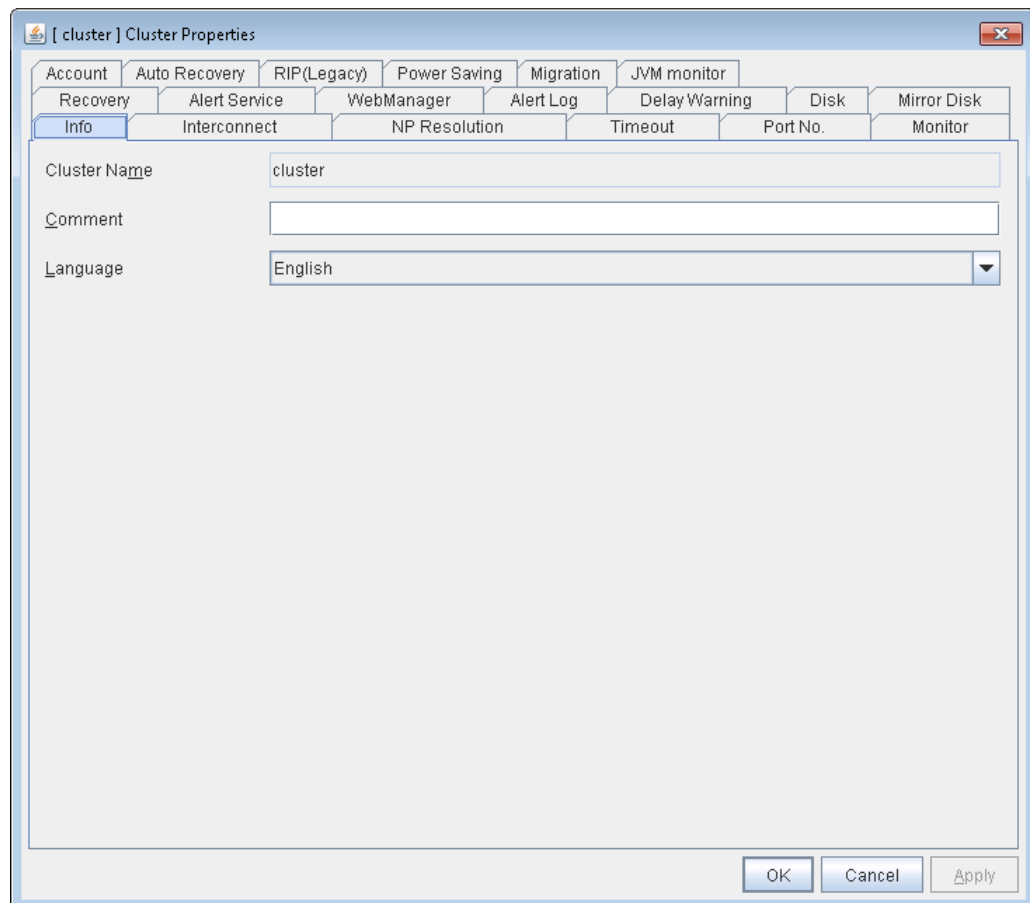 [ cluster ] Cluster Properties
Account Auto Recovery RIP(Legacy) Power Saving Migration JVM monitor
Recovery Alert Service WebManager Alert Log Delay Warning Disk Mirror Disk
Info Interconnect NP Resolution Timeout Port No. Monitor
Cluster Name cluster
Comment
Language English
OK Cancel Apply